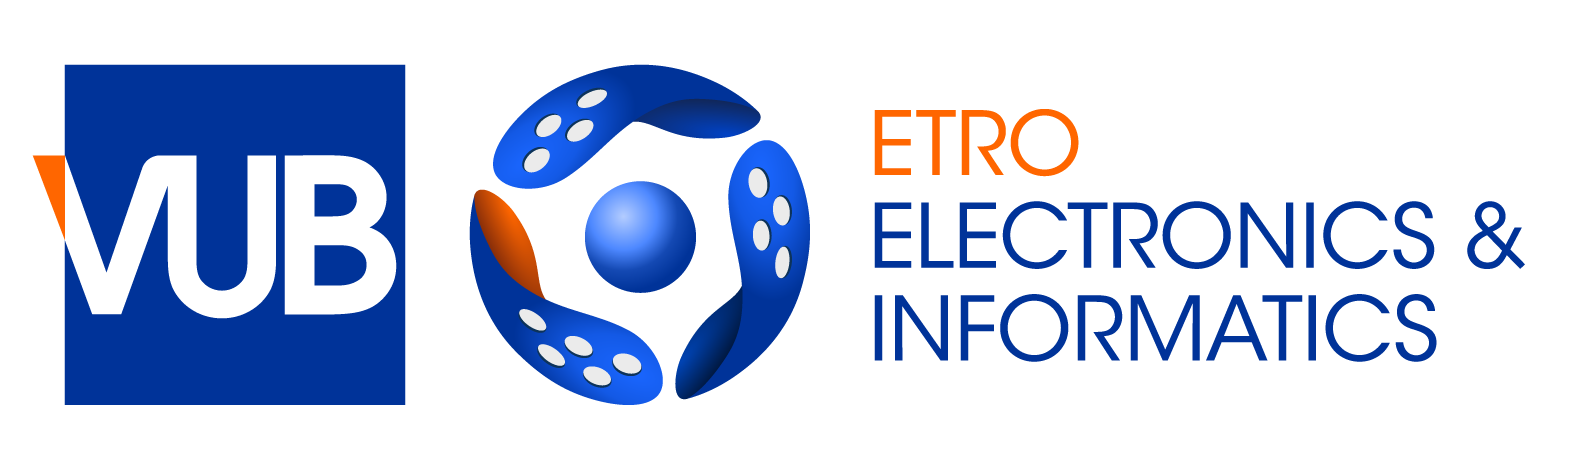 VUB
ETRO
ELECTRONICS &
INFORMATICS